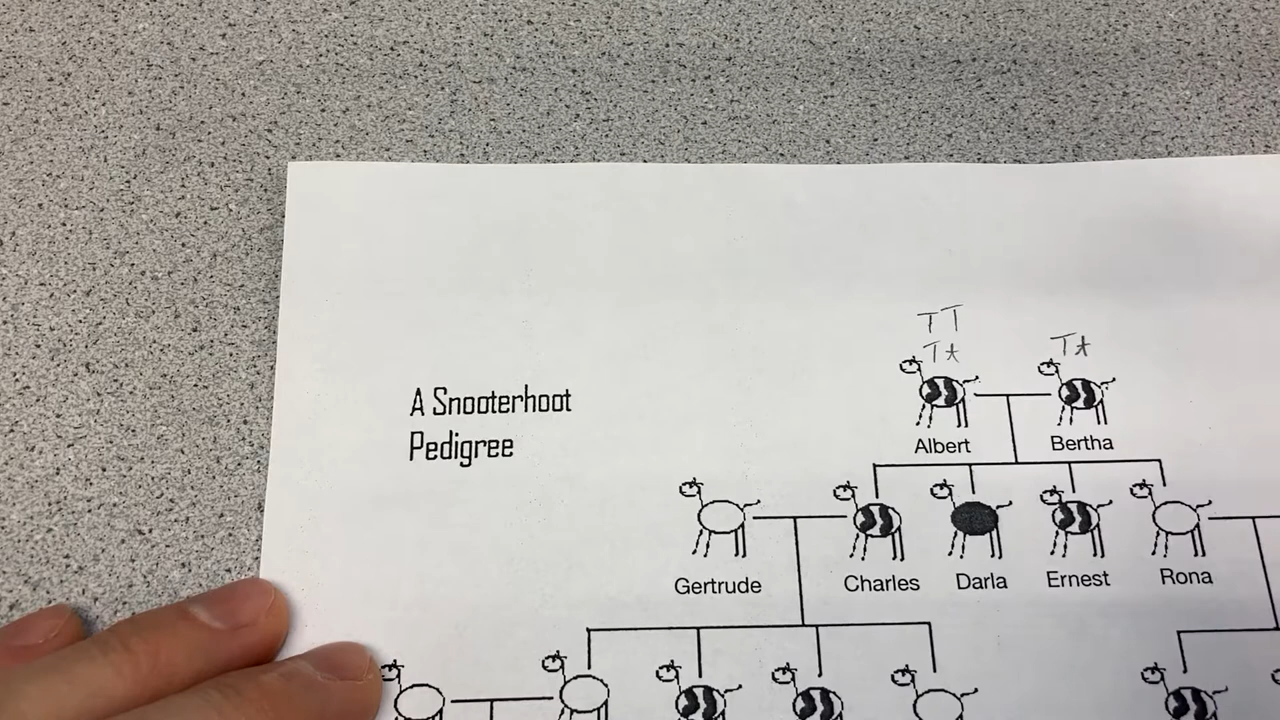 TT
Tt
Tt
A Snooterhoot
Pedigree
Albert
Bertha
Gertrude
Charles
Darla
Ernest
Rona